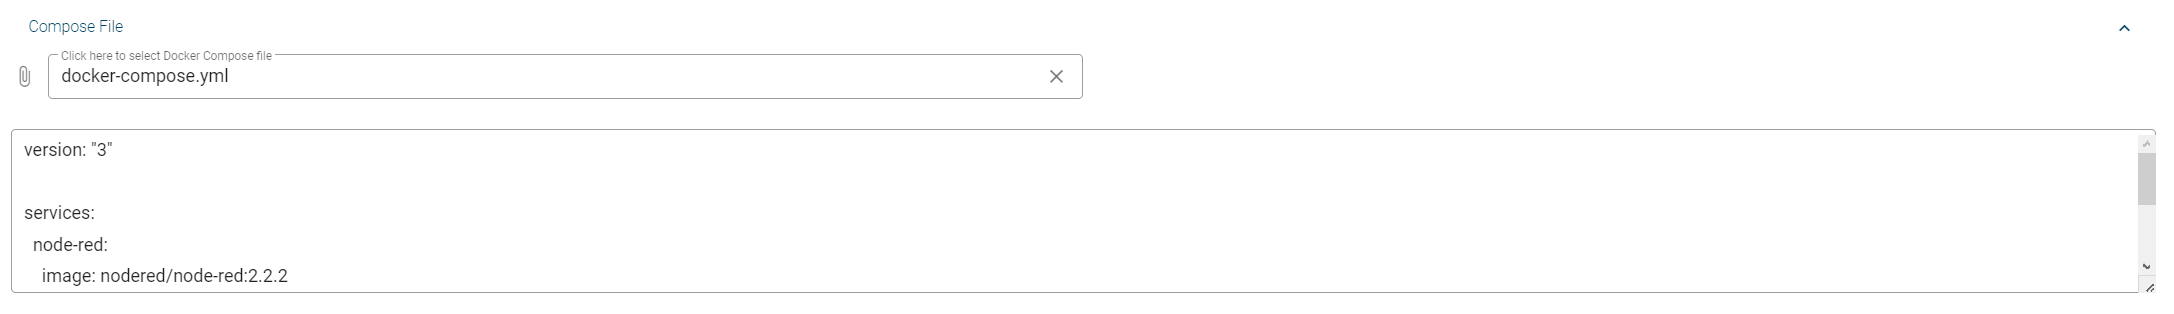 Compose File
Click here to select Docker Compose file
docker-compose.yml
version: "3"
services:
node-red:
image: nodered/node-red:2.2.2